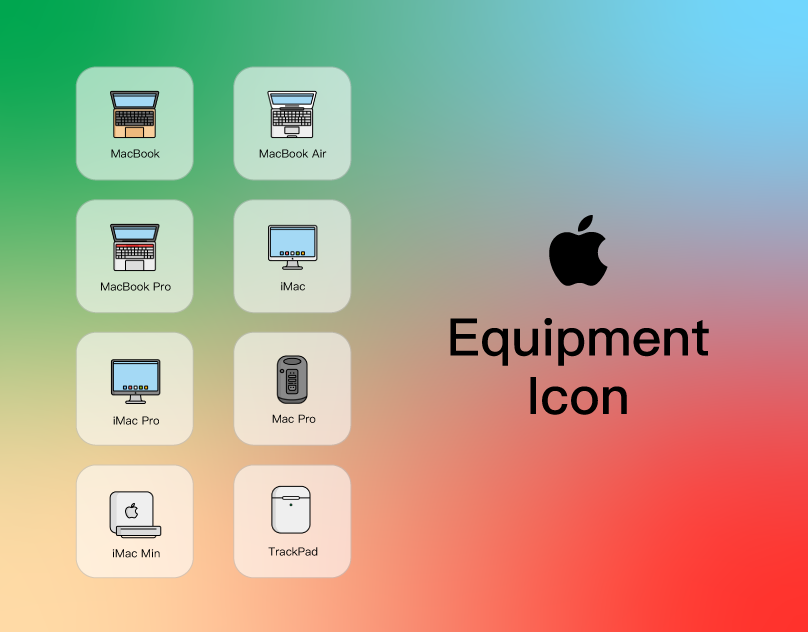 MacBook
MacBook Air
MacBook Pro
iMac
iMac Pro
Mac Pro
iMac Min
TrackPad
Equipment
Icon